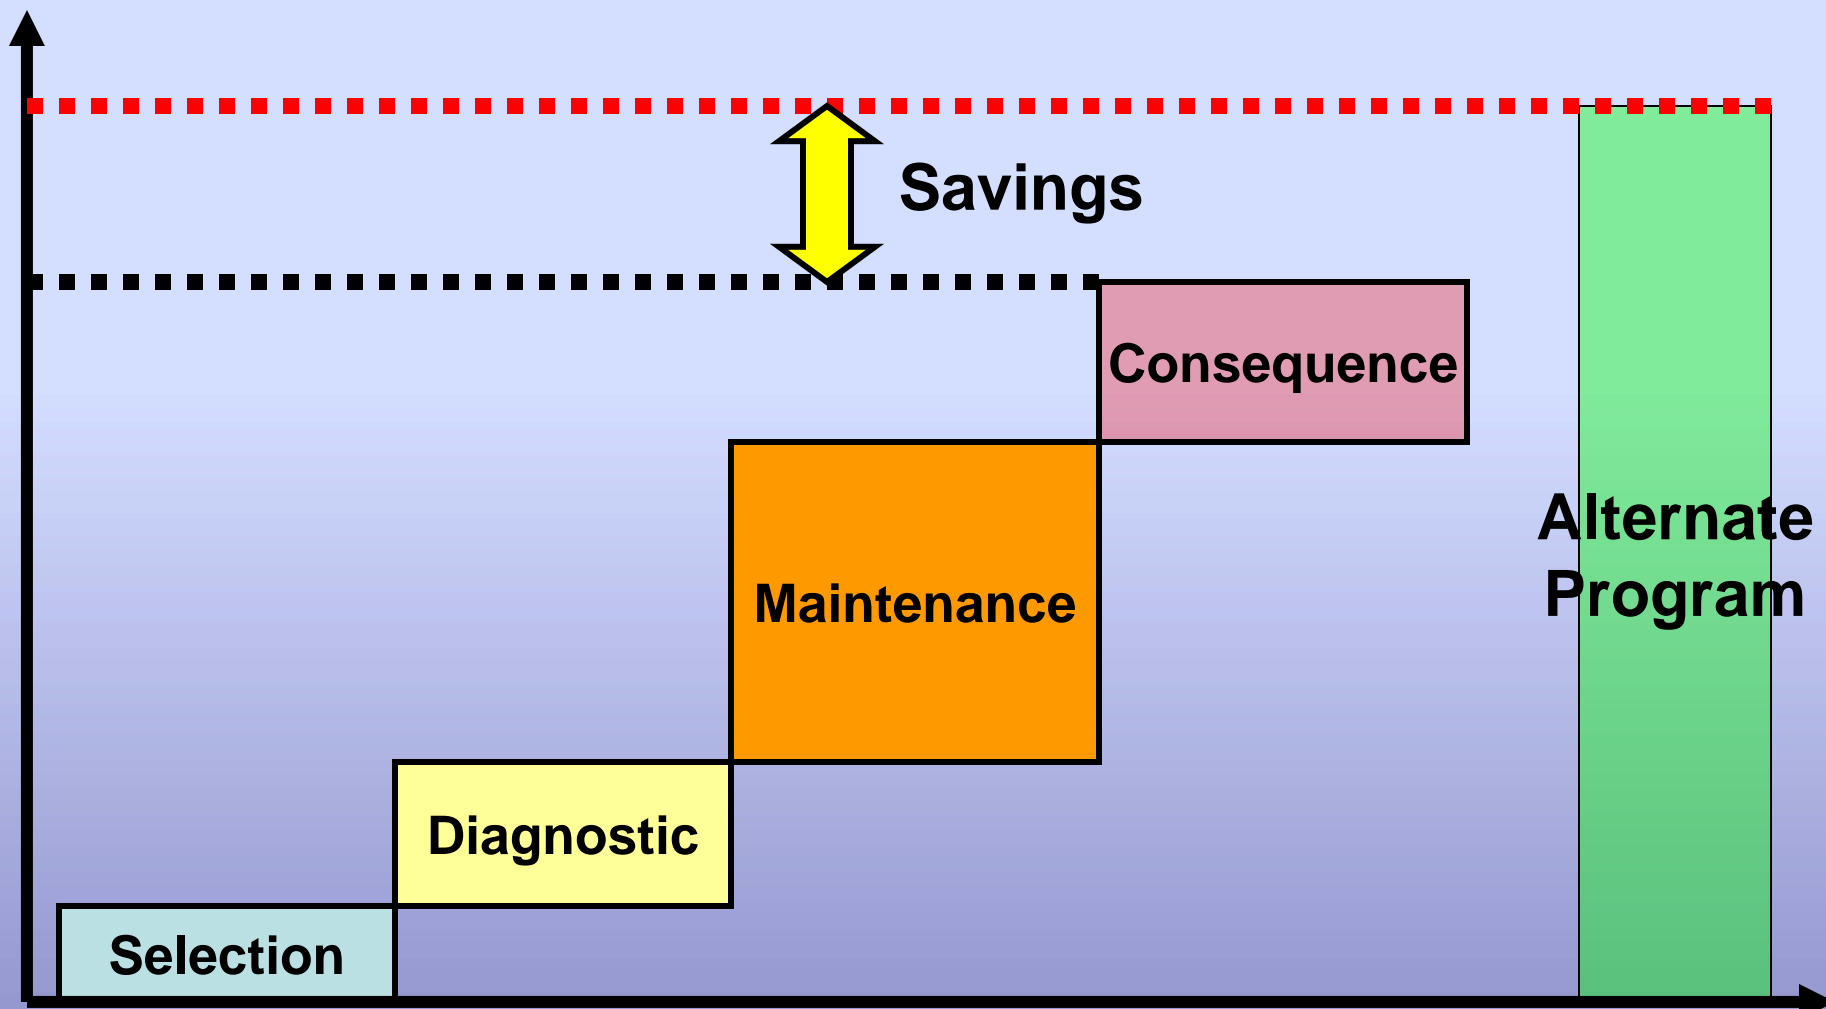 Savings
Consequence
Alternate
Program
Maintenance
Diagnostic
Selection